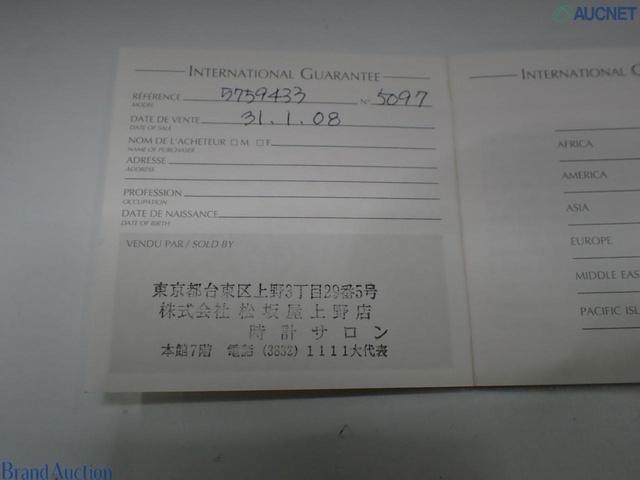 AUCNET
INTERNATIONAL GUARANTEE
RÉFÉRENCE 5759433 N° 5097
MODEL
DATE DE VENTE 31.1.08
DATE OF SALE
NOM DE L'ACHETEUR □ M □ F
NAME OF PURCHASER
ADRESSE
ADDRESS
PROFESSION
OCCUPATION
DATE DE NAISSANCE
DATE OF BIRTH
VENDU PAR / SOLD BY
東京都台東区上野3丁目29番5号
株式会社 松坂屋上野店
時計サロン
本館7階 電話 (3832) 1111大代表
INTERNATIONAL G
AFRICA
AMERICA
ASIA
EUROPE
MIDDLE EAS
PACIFIC ISL
Brand Auction